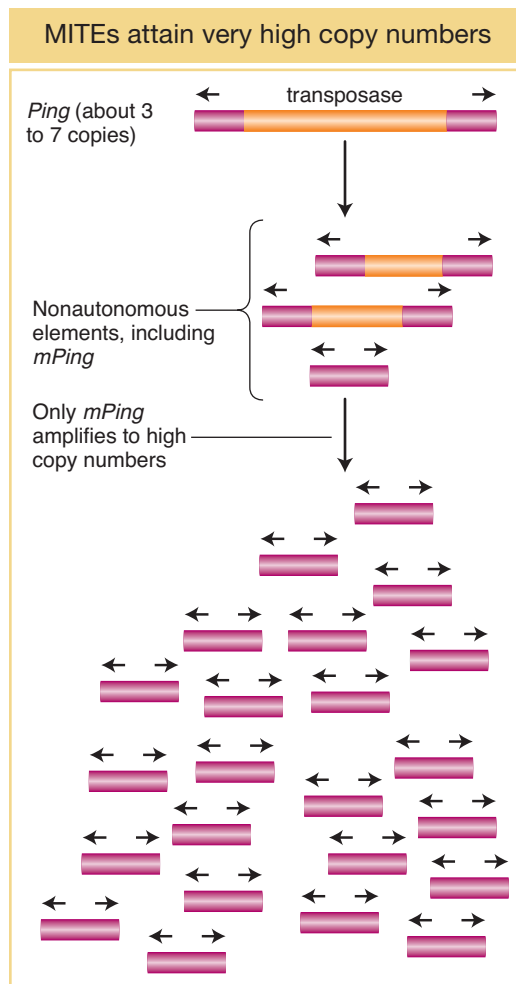 MITEs attain very high copy numbers
transposase
Ping (about 3
to 7 copies)
Nonautonomous
elements, including
mPing
Only mPing
amplifies to high
copy numbers